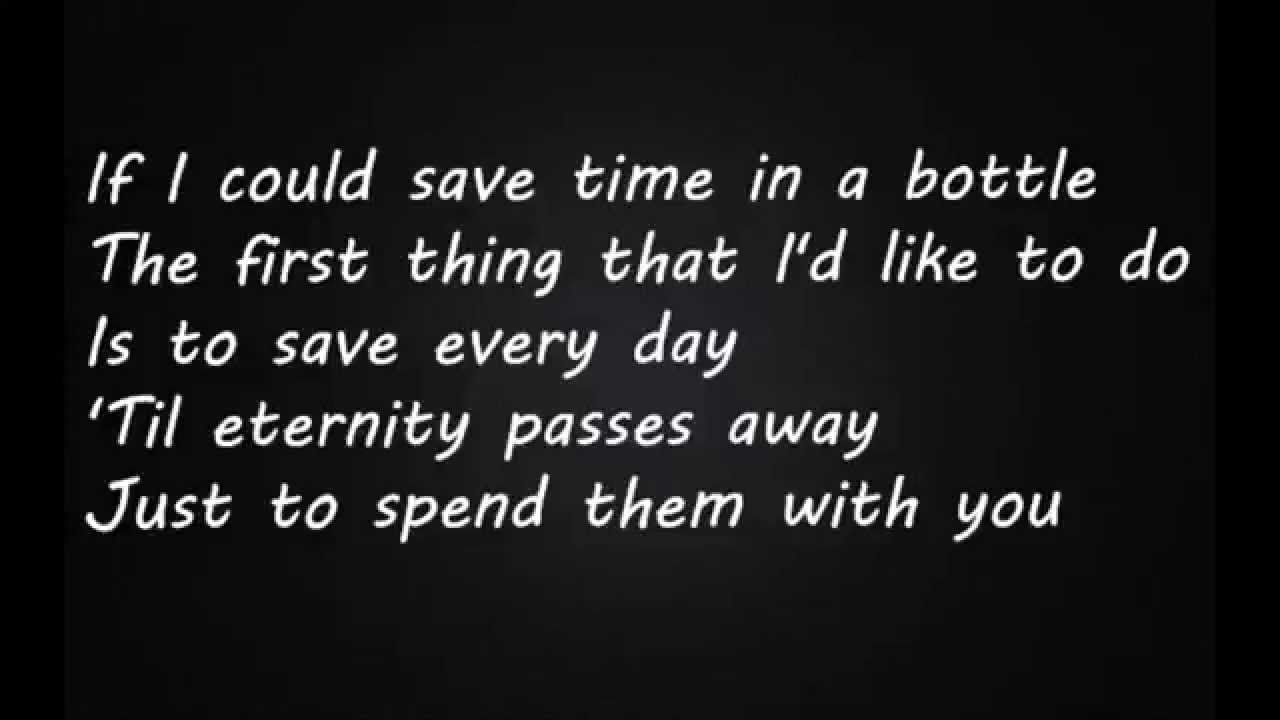 If I could save time in a bottle
The first thing that I'd like to do
Is to save every day
'Til eternity passes away
Just to spend them with you